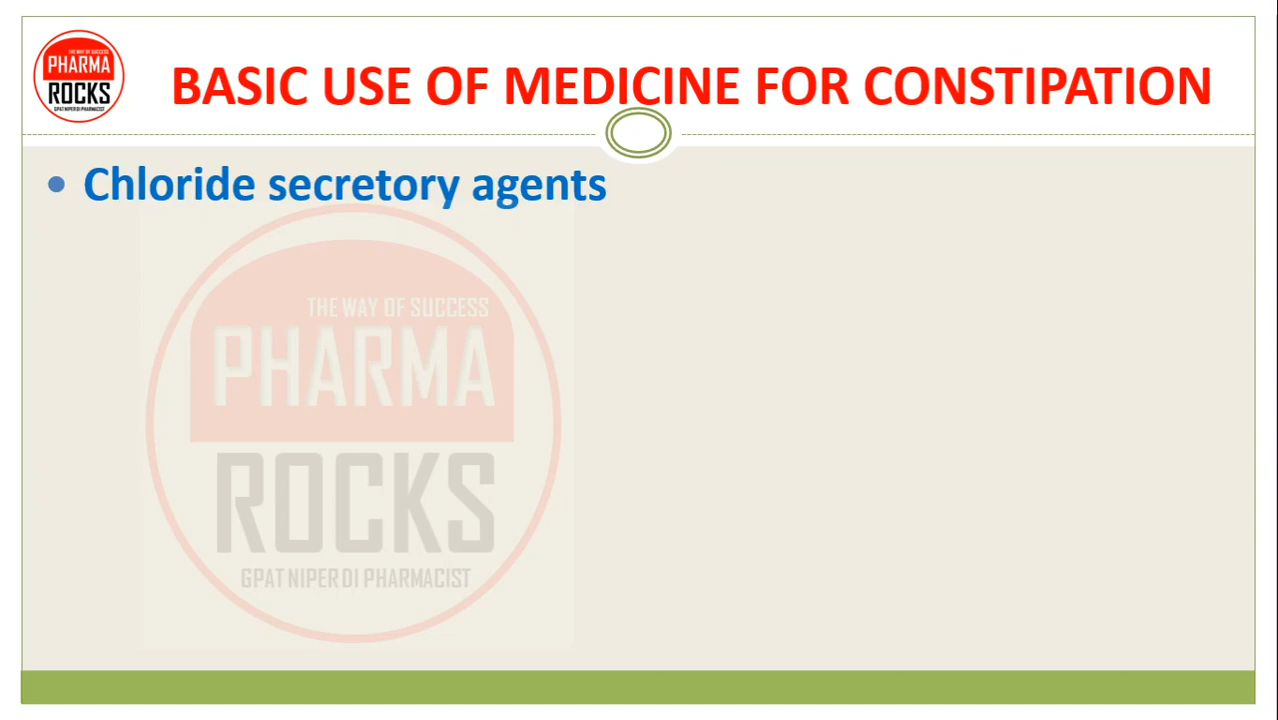 THE WAY OF SUCCESS
PHARMA
ROCKS
GPAT NIPER DI PHARMACIST
BASIC USE OF MEDICINE FOR CONSTIPATION
• Chloride secretory agents
THE WAY OF SUCCESS
PHARMA
ROCKS
GPAT NIPER DI PHARMACIST